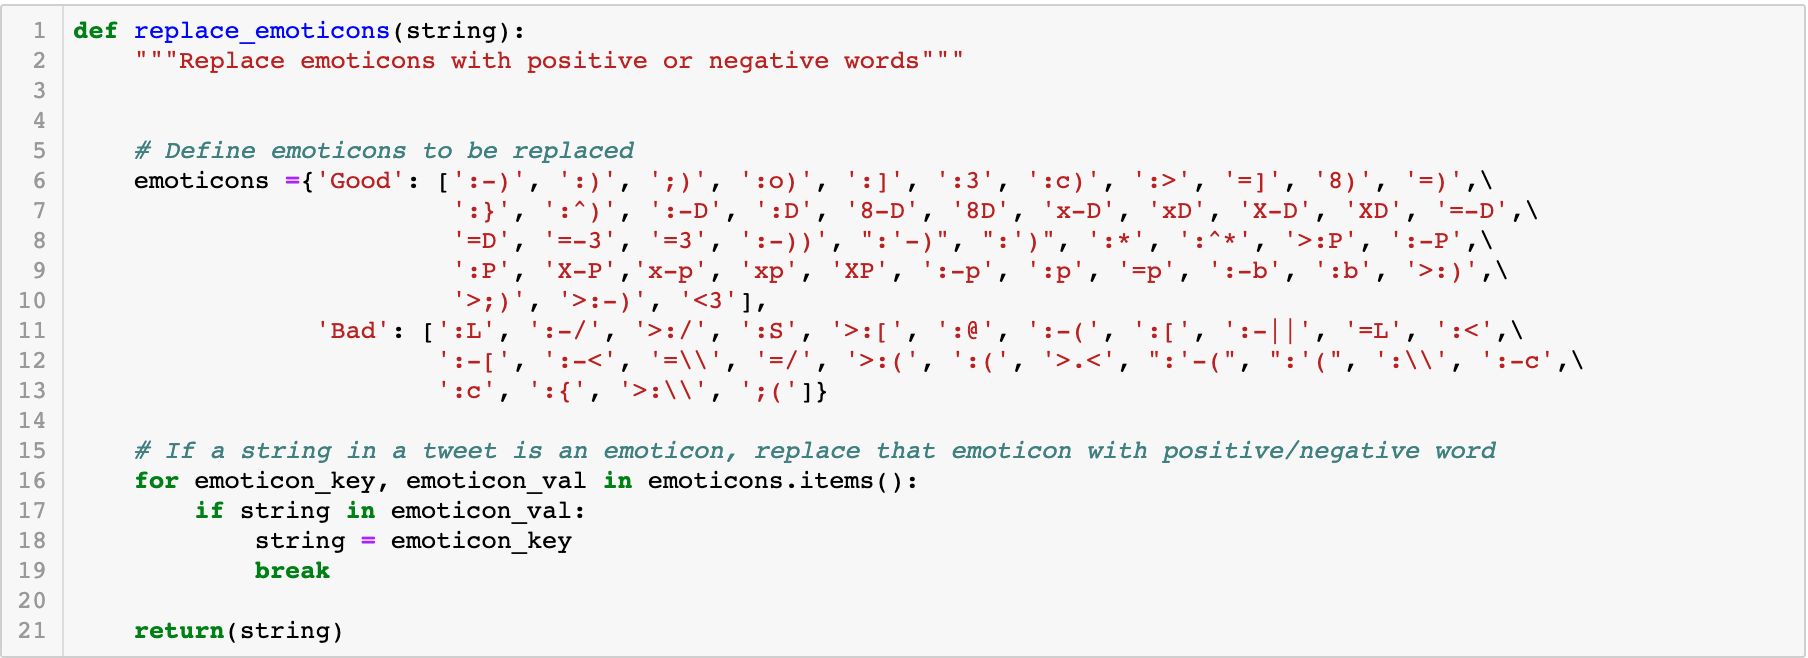 1 def replace_emoticons(string):
2     """Replace emoticons with positive or negative words"""
3
4
5     # Define emoticons to be replaced
6     emoticons ={'Good': [':-)', ':)', ';)', ':o)', ':]', ':3', ':c)', ':>', '=]', '8)', '=)',\
7                          ':}', ':^)', ':-D', ':D', '8-D', '8D', 'x-D', 'xD', 'X-D', 'XD', '=-D',\
8                          '=D', '=-3', '=3', ':-))', ":'-)", ":')", ':*', ':^*', '>:P', ':-P',\
9                          ':P', 'X-P','x-p', 'xp', 'XP', ':-p', ':p', '=p', ':-b', ':b', '>:)',\
10                          '>;)', '>:-)', '<3'],
11                 'Bad': [':L', ':-/', '>:/', ':S', '>:[', ':@', ':-(', ':[', ':-||', '=L', ':<',\
12                         ':-[', ':-<', '=\\', '=/', '>:(', ':(', '>.<', ":'-(", ":'(", ':\\', ':-c',\
13                         ':c', ':{', '>:\\', ';(']}
14
15     # If a string in a tweet is an emoticon, replace that emoticon with positive/negative word
16     for emoticon_key, emoticon_val in emoticons.items():
17         if string in emoticon_val:
18             string = emoticon_key
19             break
20
21     return(string)